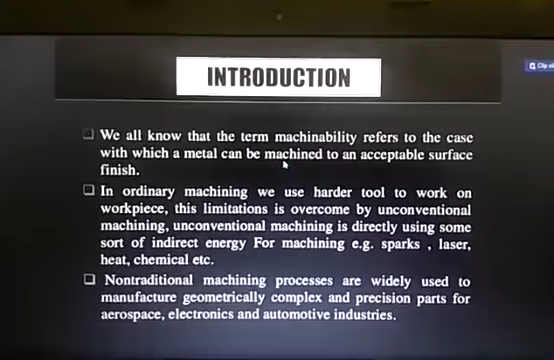 INTRODUCTION
Clip
We all know that the term machinability refers to the case
with which a metal can be machined to an acceptable surface
finish.
In ordinary machining we use harder tool to work on
workpiece, this limitations is overcome by unconventional
machining, unconventional machining is directly using some
sort of indirect energy For machining e.g. sparks , laser,
heat, chemical etc.
Nontraditional machining processes are widely used to
manufacture geometrically complex and precision parts for
aerospace, electronics and automotive industries.